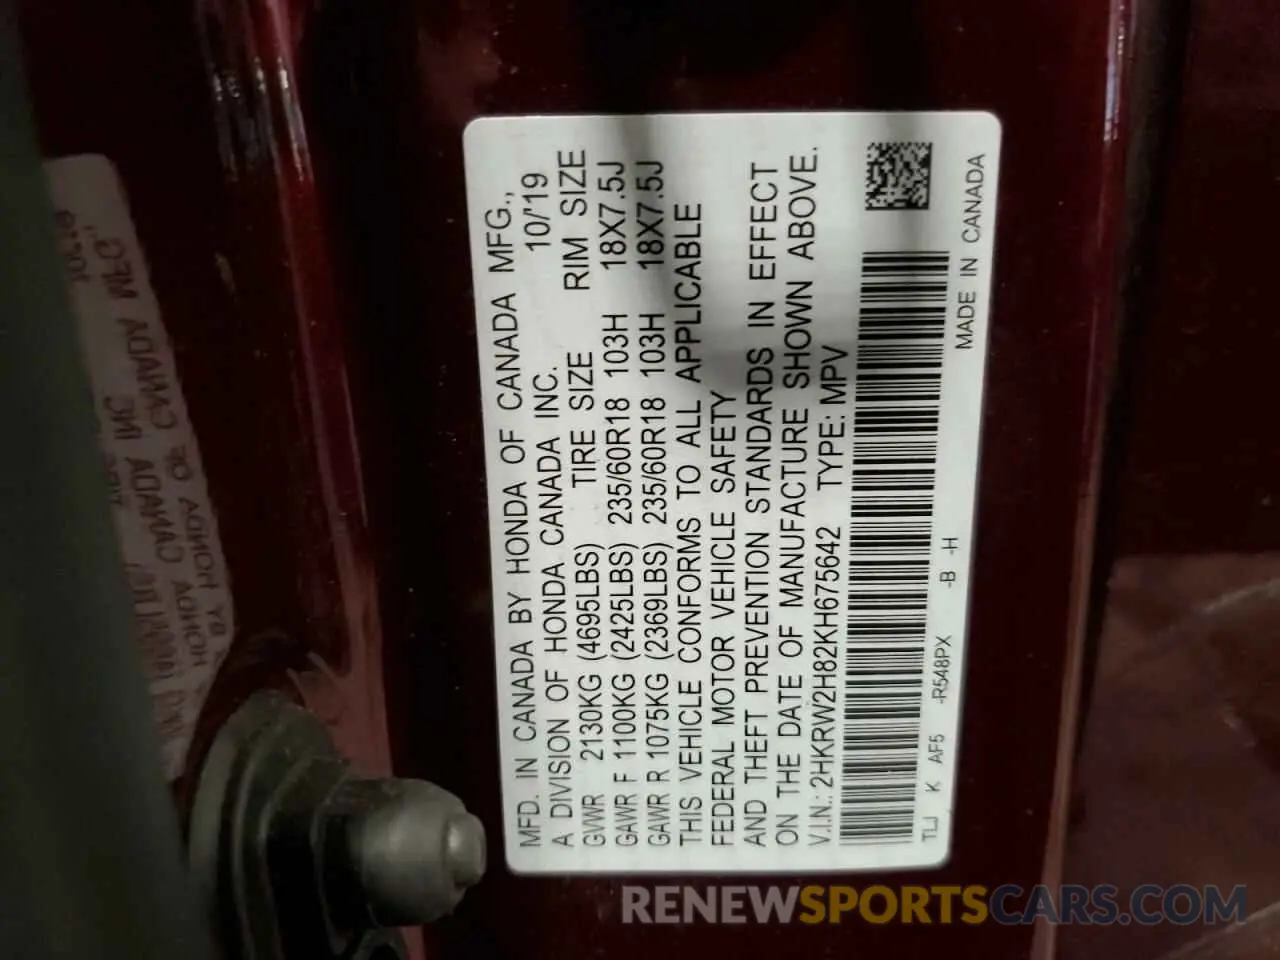 MFD. IN CANADA BY HONDA OF CANADA MFG.,
A DIVISION OF HONDA CANADA INC. 10/'19
GVWR 2130KG (4695LBS) TIRE SIZE RIM SIZE
GAWR F 1100KG (2425LBS) 235/60R18 103H 18X7.5J
GAWR R 1075KG (2369LBS) 235/60R18 103H 18X7.5J
THIS VEHICLE CONFORMS TO ALL APPLICABLE
FEDERAL MOTOR VEHICLE SAFETY
AND THEFT PREVENTION STANDARDS IN EFFECT
ON THE DATE OF MANUFACTURE SHOWN ABOVE.
V.I.N.: 2HKRW2H82KH675642 TYPE: MPV
TLJ K AF5 -R548PX -B -H
MADE IN CANADA
RENEWSPORTSCARS.COM